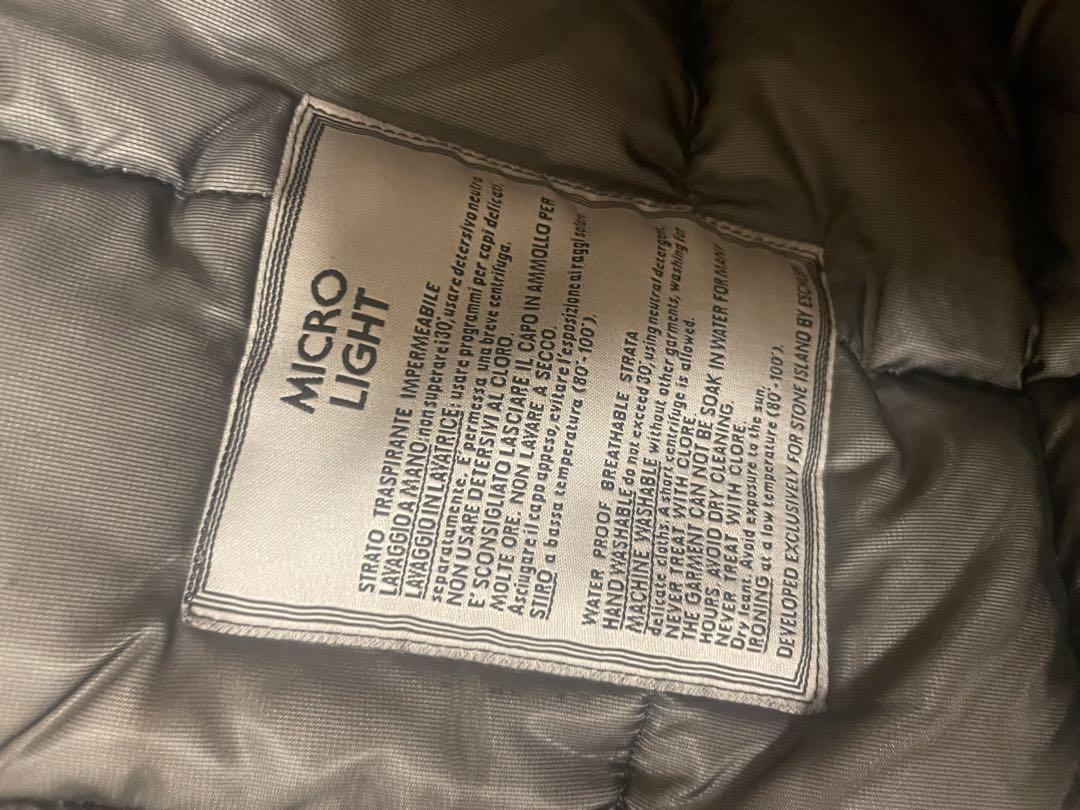 MICRO
LIGHT
STRATO TRASPIRANTE IMPERMEABILE
LAVAGGIO A MANO: non superare i 30°, usare detersivo neutro
LAVAGGIO IN LAVATRICE: usare programmi per capi delicati,
separatamente. È permessa una breve centrifuga.
NON USARE DETERSIVI AL CLORO.
E' SCONSIGLIATO LASCIARE IL CAPO IN AMMOLLO PER
MOLTE ORE. NON LAVARE A SECCO.
Asciugare il capo appeso, evitare l'esposizione ai raggi solari
STIRO a bassa temperatura (80°-100°).
WATER PROOF BREATHABLE STRATA
HAND WASHABLE do not exceed 30°, using neutral detergent.
MACHINE WASHABLE without other garments, washing for
delicate cloths. A short centrifuge is allowed.
NEVER TREAT WITH CLORE.
THE GARMENT CAN NOT BE SOAK IN WATER FOR MANY
HOURS. AVOID DRY CLEANING.
NEVER TREAT WITH CLORE.
Dry leant. Avoid exposure to the sun.
IRONING at a low temperature (80°-100°).
DEVELOPED EXCLUSIVELY FOR STONE ISLAND BY